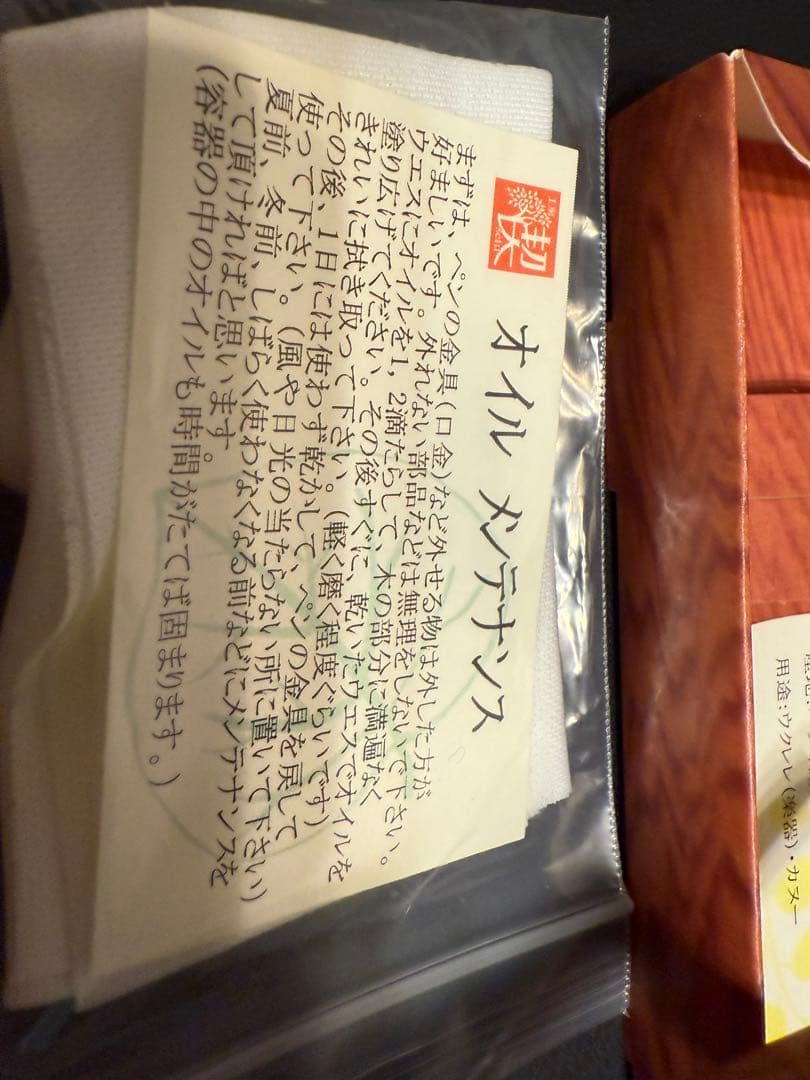 契
オイル メンテナンス
まずは、ペンの金具(口金)など外せる物は外した方が
好ましいです。外れない部品などは無理をしないで下さい。
ウエスにオイルを1, 2滴たらして、木の部分に満遍なく
塗り広げてください。その後すぐに、乾いたウエスでオイルを
きれいに拭き取って下さい。(軽く磨く程度ぐらいです)
その後、1日には使わず乾かして、ペンの金具を戻して
使って下さい。(風や日光の当たらない所に置いて下さい)
夏前、冬前、しばらく使わなくなる前などにメンテナンスを
して頂ければと思います。
(容器の中のオイルも時間がたてば固まります。)
用途:ウクレレ(楽器)・カヌー